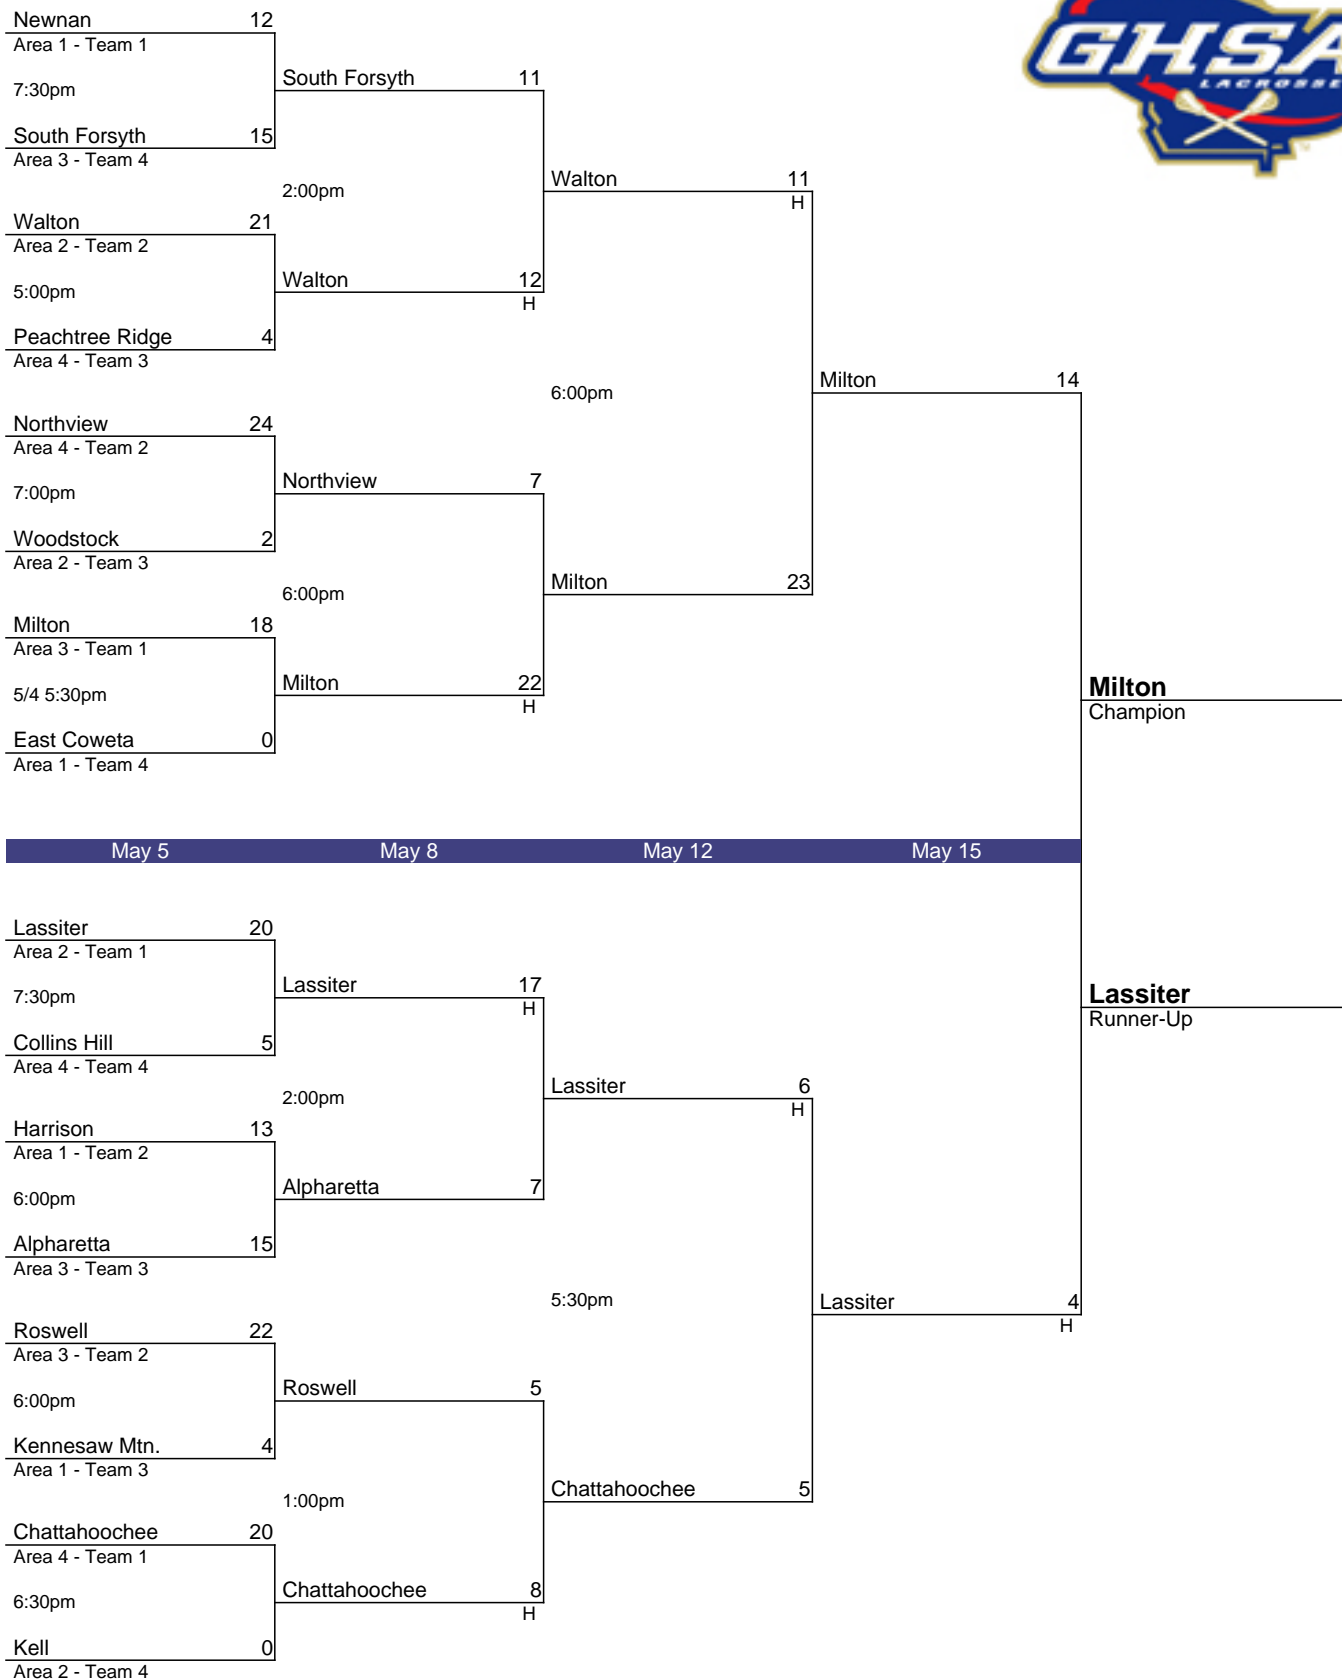 GHSA
LACROSSE
Newnan 12
Area 1 - Team 1
7:30pm
South Forsyth 11
South Forsyth 15
Area 3 - Team 4
2:00pm
Walton 11
H
Walton 21
Area 2 - Team 2
5:00pm
Walton 12
H
Peachtree Ridge 4
Area 4 - Team 3
6:00pm
Milton 14
Northview 24
Area 4 - Team 2
7:00pm
Northview 7
Woodstock 2
Area 2 - Team 3
6:00pm
Milton 23
Milton 18
Area 3 - Team 1
5/4 5:30pm
Milton 22
H
Milton
Champion
East Coweta 0
Area 1 - Team 4
May 5 May 8 May 12 May 15
Lassiter 20
Area 2 - Team 1
7:30pm
Lassiter 17
H
Lassiter
Runner-Up
Collins Hill 5
Area 4 - Team 4
2:00pm
Lassiter 6
H
Harrison 13
Area 1 - Team 2
6:00pm
Alpharetta 7
Alpharetta 15
Area 3 - Team 3
5:30pm
Lassiter 4
H
Roswell 22
Area 3 - Team 2
6:00pm
Roswell 5
Kennesaw Mtn. 4
Area 1 - Team 3
1:00pm
Chattahoochee 5
Chattahoochee 20
Area 4 - Team 1
6:30pm
Chattahoochee 8
H
Kell 0
Area 2 - Team 4